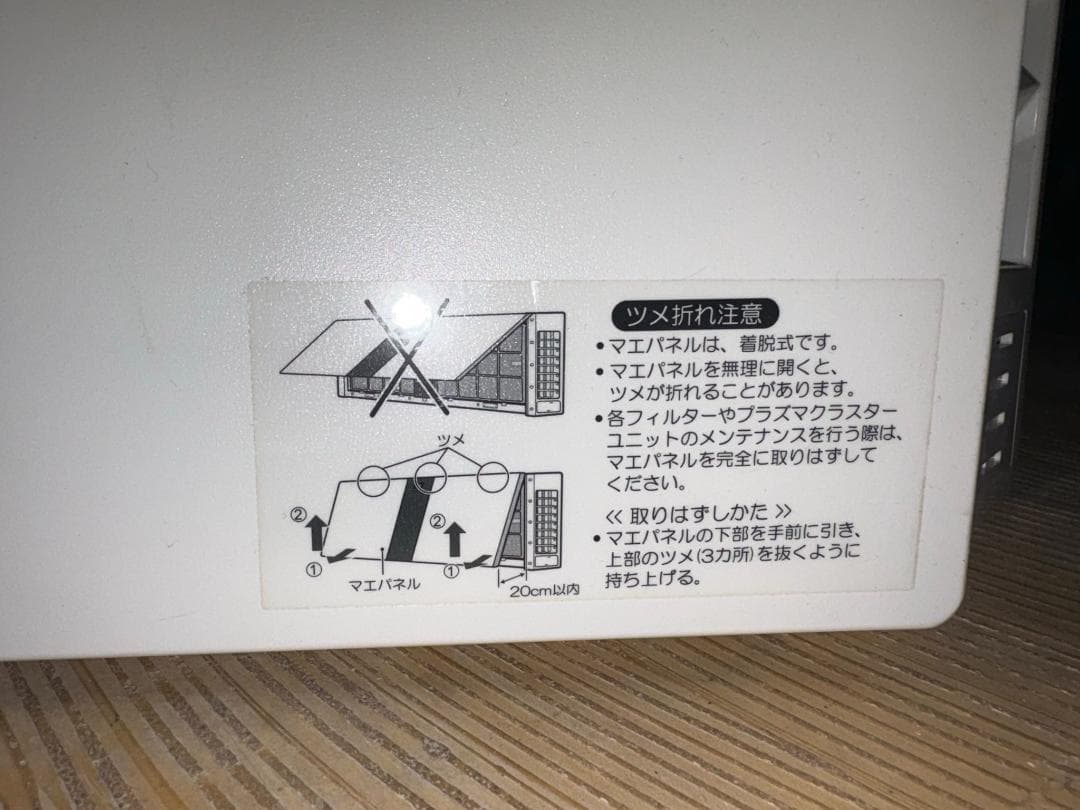 ツメ折れ注意
•マエパネルは、着脱式です。
•マエパネルを無理に開くと、
ツメが折れることがあります。
•各フィルターやプラズマクラスター
ユニットのメンテナンスを行う際は、
マエパネルを完全に取りはずして
ください。
≪ 取りはずしかた ≫
•マエパネルの下部を手前に引き、
上部のツメ(3カ所)を抜くように
持ち上げる。
ツメ
② ②
① ①
マエパネル
20cm以内